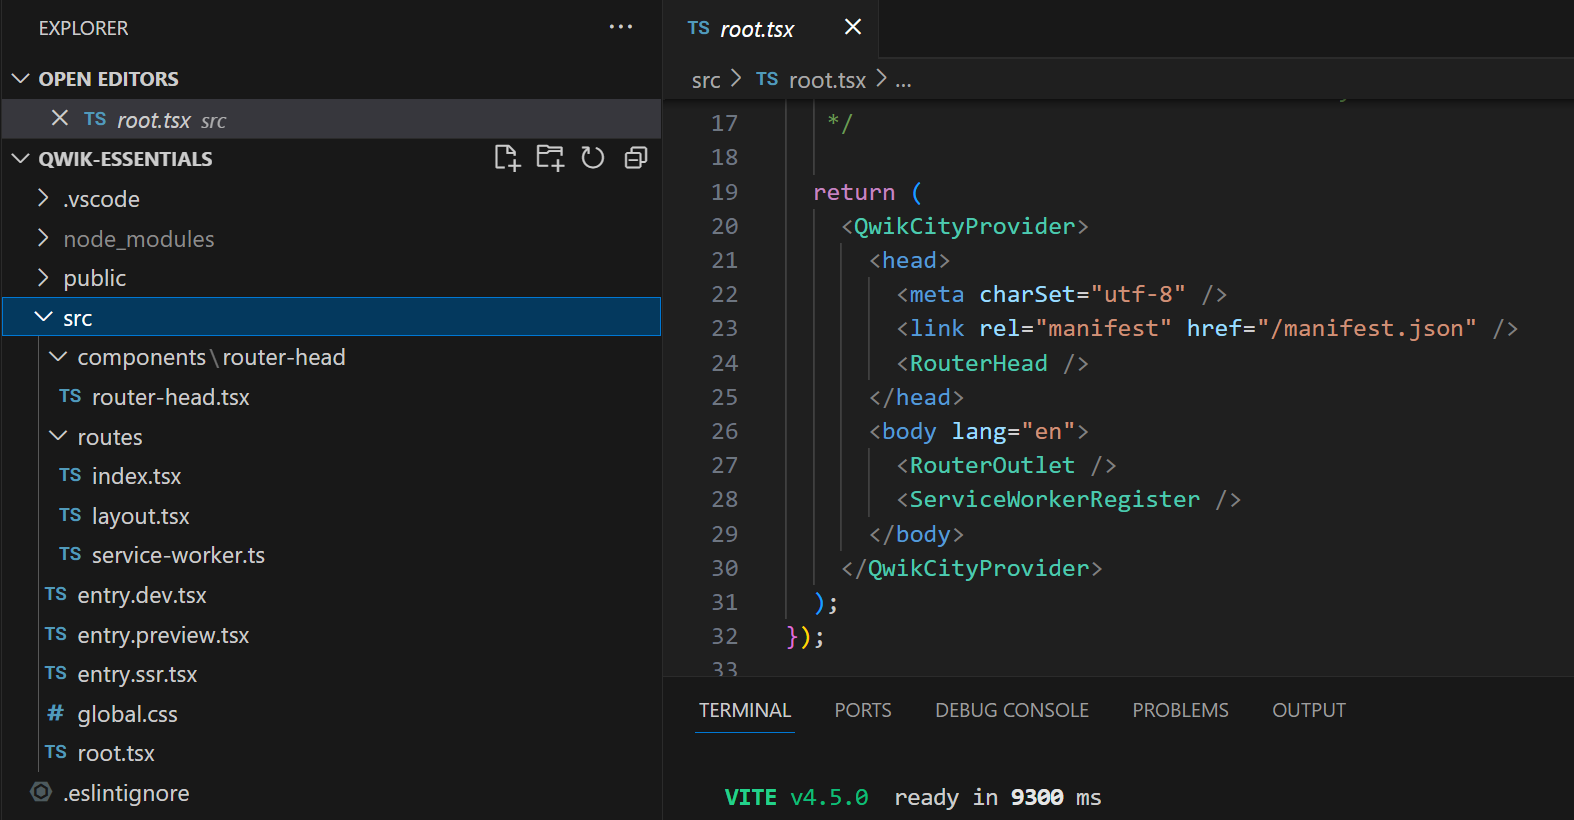 EXPLORER
OPEN EDITORS
TS root.tsx src
QWIK-ESSENTIALS
.vscode
node_modules
public
src
components\router-head
TS router-head.tsx
routes
TS index.tsx
TS layout.tsx
TS service-worker.ts
TS entry.dev.tsx
TS entry.preview.tsx
TS entry.ssr.tsx
# global.css
TS root.tsx
.eslintignore
TS root.tsx
src > TS root.tsx > ...
17 */
18
19 return (
20 <QwikCityProvider>
21 <head>
22 <meta charSet="utf-8" />
23 <link rel="manifest" href="/manifest.json" />
24 <RouterHead />
25 </head>
26 <body lang="en">
27 <RouterOutlet />
28 <ServiceWorkerRegister />
29 </body>
30 </QwikCityProvider>
31 );
32 });
33
TERMINAL PORTS DEBUG CONSOLE PROBLEMS OUTPUT
VITE v4.5.0 ready in 9300 ms